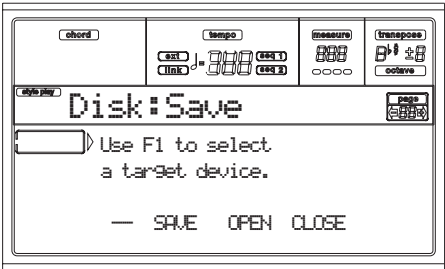 chord tempo measure transpose
ext seq 1
link seq 2
octave
style play
Disk:Save page
Use F1 to select
a target device.
SAVE OPEN CLOSE